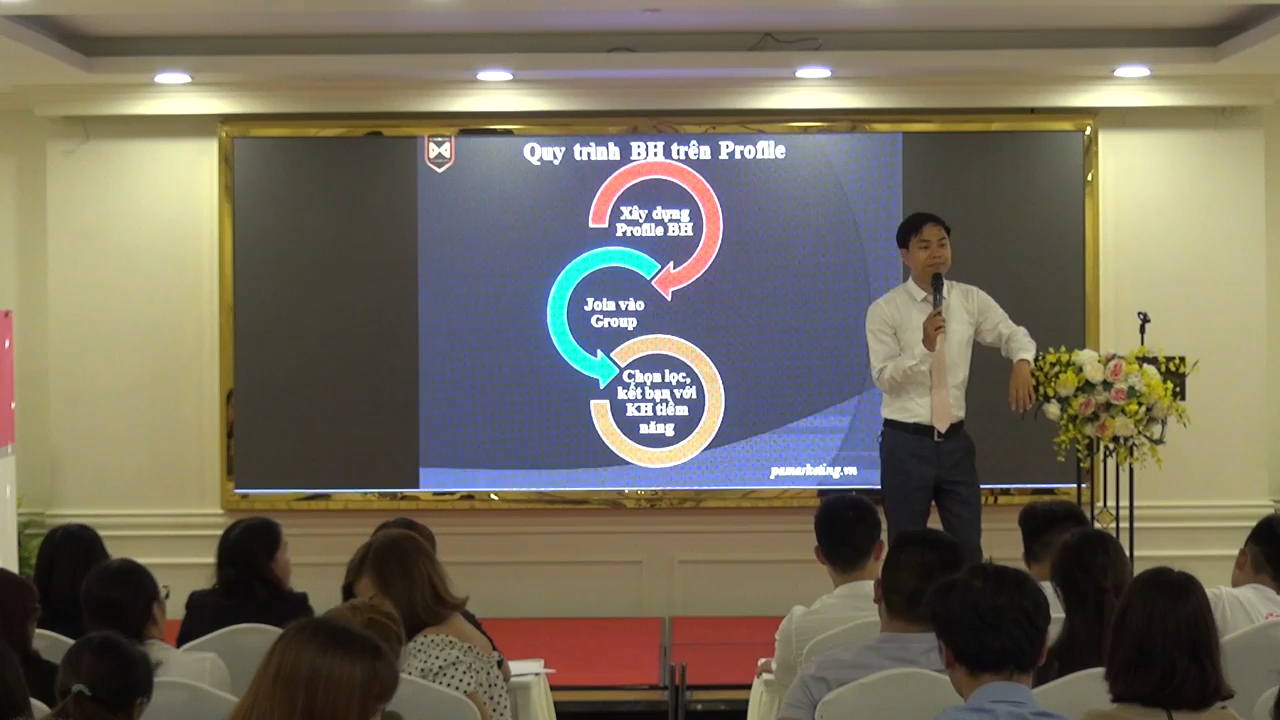 Quy trình BH trên Profile
Xây dựng
Profile BH
Join vào
Group
Chọn lọc,
kết bạn với
KH tiềm
năng
pamarketing.vn